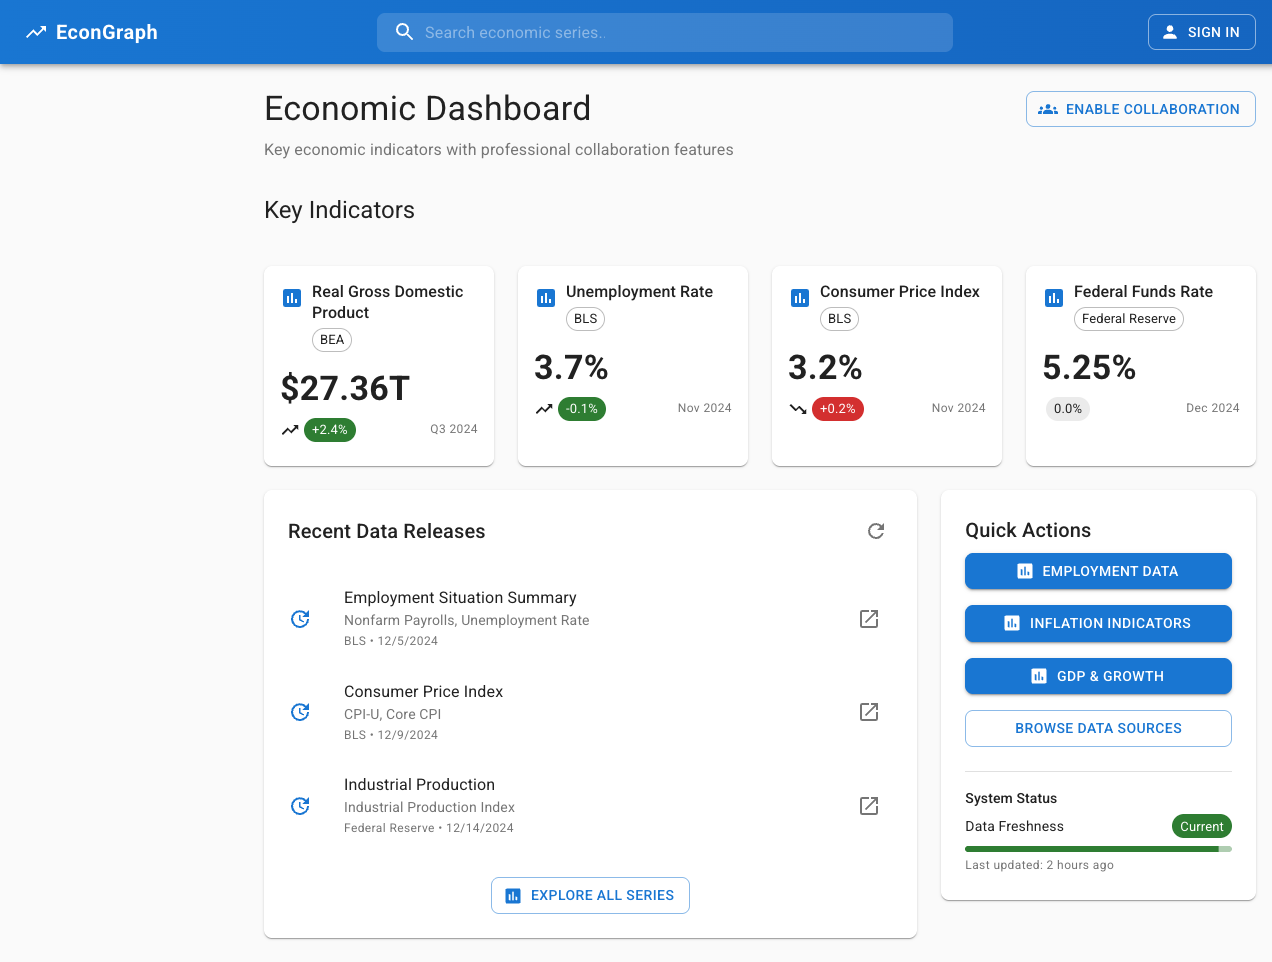 EconGraph
Search economic series..
SIGN IN
Economic Dashboard
ENABLE COLLABORATION
Key economic indicators with professional collaboration features
Key Indicators
Real Gross Domestic
Product
BEA
$27.36T
+2.4%
Q3 2024
Unemployment Rate
BLS
3.7%
-0.1%
Nov 2024
Consumer Price Index
BLS
3.2%
+0.2%
Nov 2024
Federal Funds Rate
Federal Reserve
5.25%
0.0%
Dec 2024
Recent Data Releases
Employment Situation Summary
Nonfarm Payrolls, Unemployment Rate
BLS • 12/5/2024
Consumer Price Index
CPI-U, Core CPI
BLS • 12/9/2024
Industrial Production
Industrial Production Index
Federal Reserve • 12/14/2024
EXPLORE ALL SERIES
Quick Actions
EMPLOYMENT DATA
INFLATION INDICATORS
GDP & GROWTH
BROWSE DATA SOURCES
System Status
Data Freshness
Current
Last updated: 2 hours ago